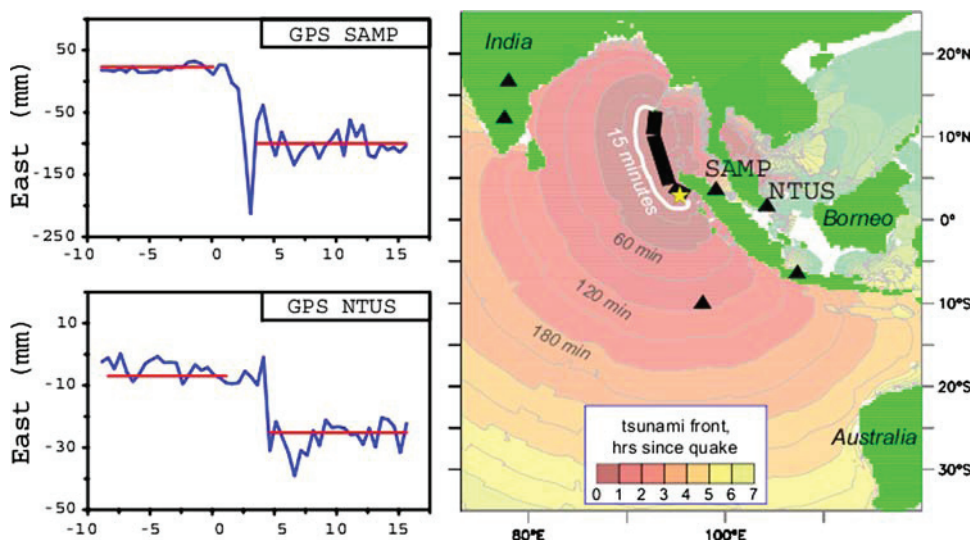 GPS SAMP
East (mm)
50
-50
-150
-250
-10 -5 0 5 10 15
GPS NTUS
East (mm)
10
-10
-30
-50
-10 -5 0 5 10 15
India
15 minutes
SAMP
NTUS
Borneo
60 min
120 min
180 min
Australia
tsunami front,
hrs since quake
0 1 2 3 4 5 6 7
20°N
10°N
0°
10°S
20°S
30°S
80°E 100°E